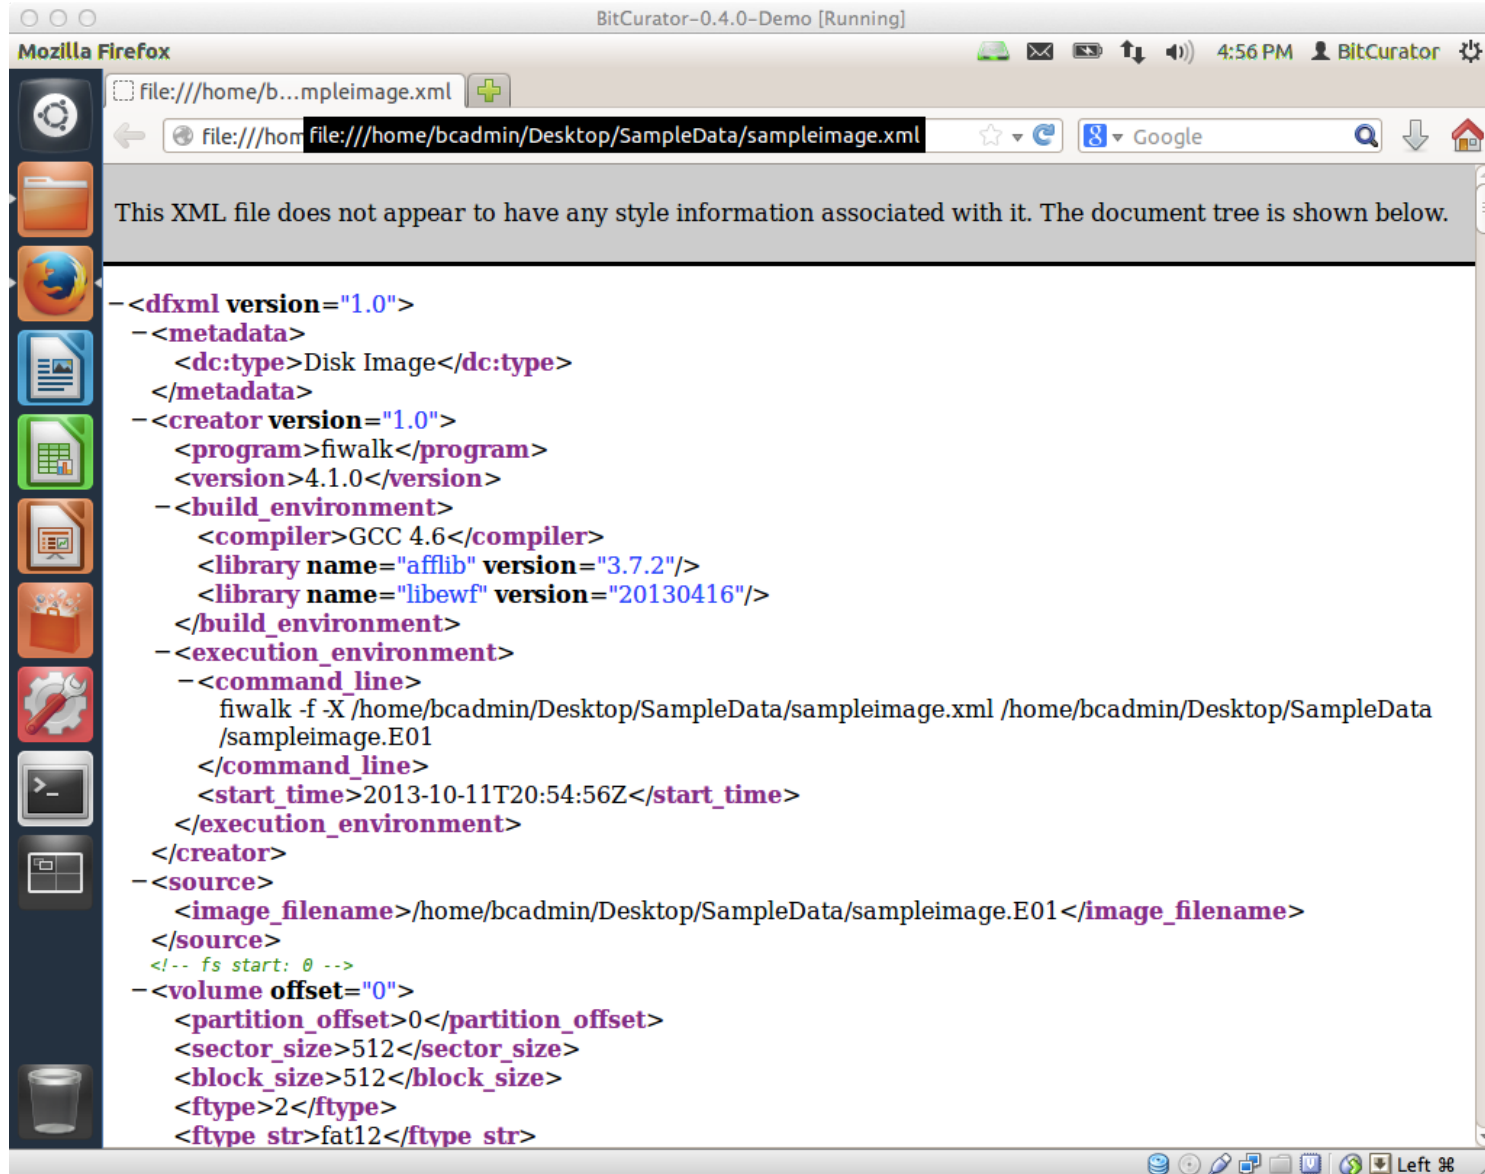 BitCurator-0.4.0-Demo [Running]
Mozilla Firefox 4:56 PM BitCurator
file:///home/b...mpleimage.xml
file:///hom file:///home/bcadmin/Desktop/SampleData/sampleimage.xml Google
This XML file does not appear to have any style information associated with it. The document tree is shown below.
−<dfxml version="1.0">
−<metadata>
<dc:type>Disk Image</dc:type>
</metadata>
−<creator version="1.0">
<program>fiwalk</program>
<version>4.1.0</version>
−<build_environment>
<compiler>GCC 4.6</compiler>
<library name="afflib" version="3.7.2"/>
<library name="libewf" version="20130416"/>
</build_environment>
−<execution_environment>
−<command_line>
fiwalk -f -X /home/bcadmin/Desktop/SampleData/sampleimage.xml /home/bcadmin/Desktop/SampleData
/sampleimage.E01
</command_line>
<start_time>2013-10-11T20:54:56Z</start_time>
</execution_environment>
</creator>
−<source>
<image_filename>/home/bcadmin/Desktop/SampleData/sampleimage.E01</image_filename>
</source>
<!-- fs start: 0 -->
−<volume offset="0">
<partition_offset>0</partition_offset>
<sector_size>512</sector_size>
<block_size>512</block_size>
<ftype>2</ftype>
<ftype_str>fat12</ftype_str>
Left ⌘